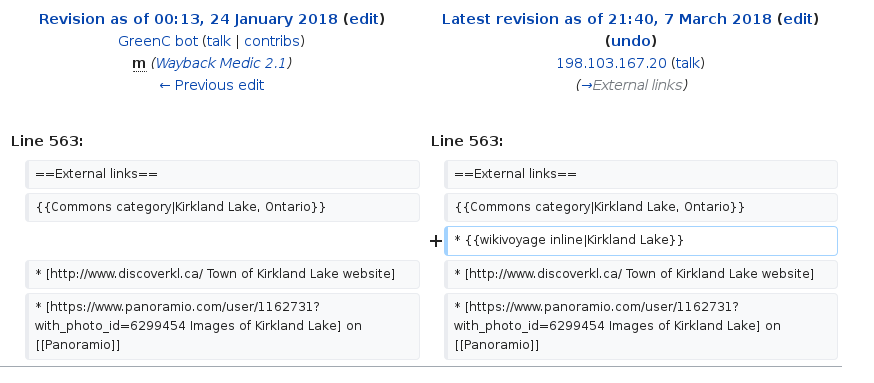 Revision as of 00:13, 24 January 2018 (edit)
GreenC bot (talk | contribs)
m (Wayback Medic 2.1)
← Previous edit
Latest revision as of 21:40, 7 March 2018 (edit)
(undo)
198.103.167.20 (talk)
(→External links)
Line 563:
Line 563:
==External links==
==External links==
{{Commons category|Kirkland Lake, Ontario}}
{{Commons category|Kirkland Lake, Ontario}}
+ * {{wikivoyage inline|Kirkland Lake}}
* [http://www.discoverkl.ca/ Town of Kirkland Lake website]
* [http://www.discoverkl.ca/ Town of Kirkland Lake website]
* [https://www.panoramio.com/user/1162731?
with_photo_id=6299454 Images of Kirkland Lake] on
[[Panoramio]]
* [https://www.panoramio.com/user/1162731?
with_photo_id=6299454 Images of Kirkland Lake] on
[[Panoramio]]